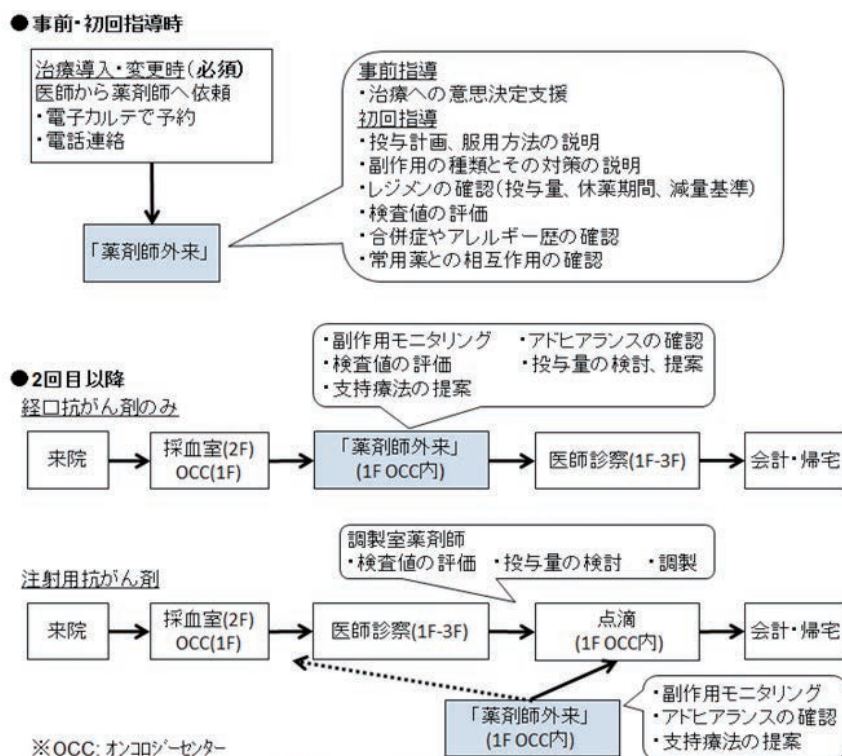 ●事前・初回指導時
治療導入・変更時(必須)
医師から薬剤師へ依頼
・電子カルテで予約
・電話連絡
「薬剤師外来」
事前指導
・治療への意思決定支援
初回指導
・投与計画、服用方法の説明
・副作用の種類とその対策の説明
・レジメンの確認(投与量、休薬期間、減量基準)
・検査値の評価
・合併症やアレルギー歴の確認
・常用薬との相互作用の確認
・副作用モニタリング ・アドヒアランスの確認
・検査値の評価 ・投与量の検討、提案
・支持療法の提案
●2回目以降
経口抗がん剤のみ
来院
採血室(2F)
OCC(1F)
「薬剤師外来」
(1F OCC内)
医師診察(1F-3F)
会計・帰宅
調製室薬剤師
・検査値の評価 ・投与量の検討 ・調製
注射用抗がん剤
来院
採血室(2F)
OCC(1F)
医師診察(1F-3F)
点滴
(1F OCC内)
会計・帰宅
「薬剤師外来」
(1F OCC内)
・副作用モニタリング
・アドヒアランスの確認
・支持療法の提案
※OCC: オンコロジーセンター